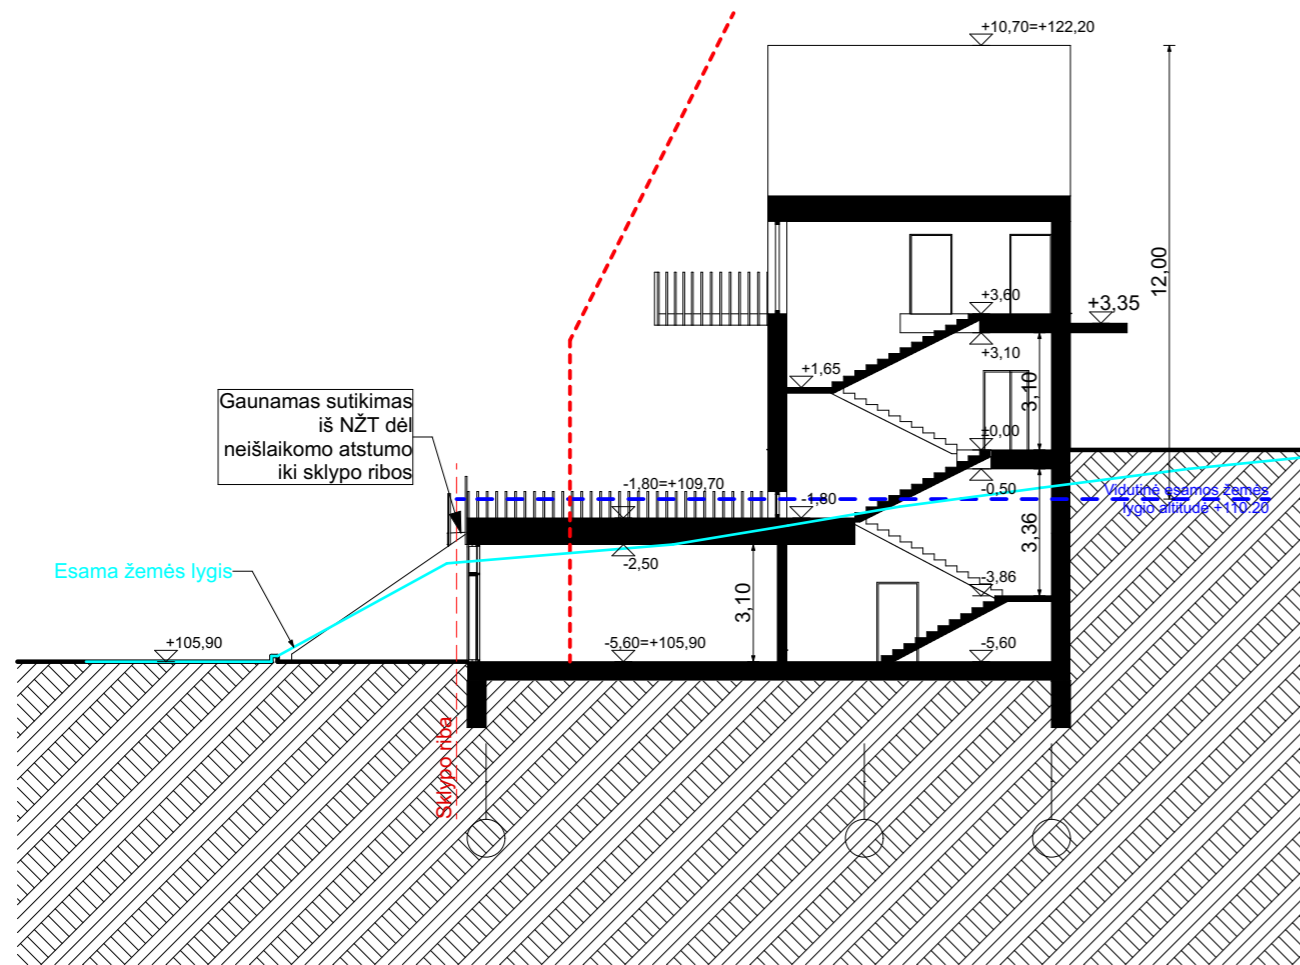 +10,70=+122,20
12,00
+3,60
+3,35
+3,10
3,10
+1,65
Gaunamas sutikimas
iš NŽT dėl
neišlaikomo atstumo
iki sklypo ribos
±0,00
-0,50
-1.80=+109,70
-1,80
Vidutinė esamos žemės
lygio altitudė +110.20
3,36
-2,50
Esama žemės lygis
-3,86
3,10
+105,90
-5.60=+105,90
-5,60
Sklypo riba